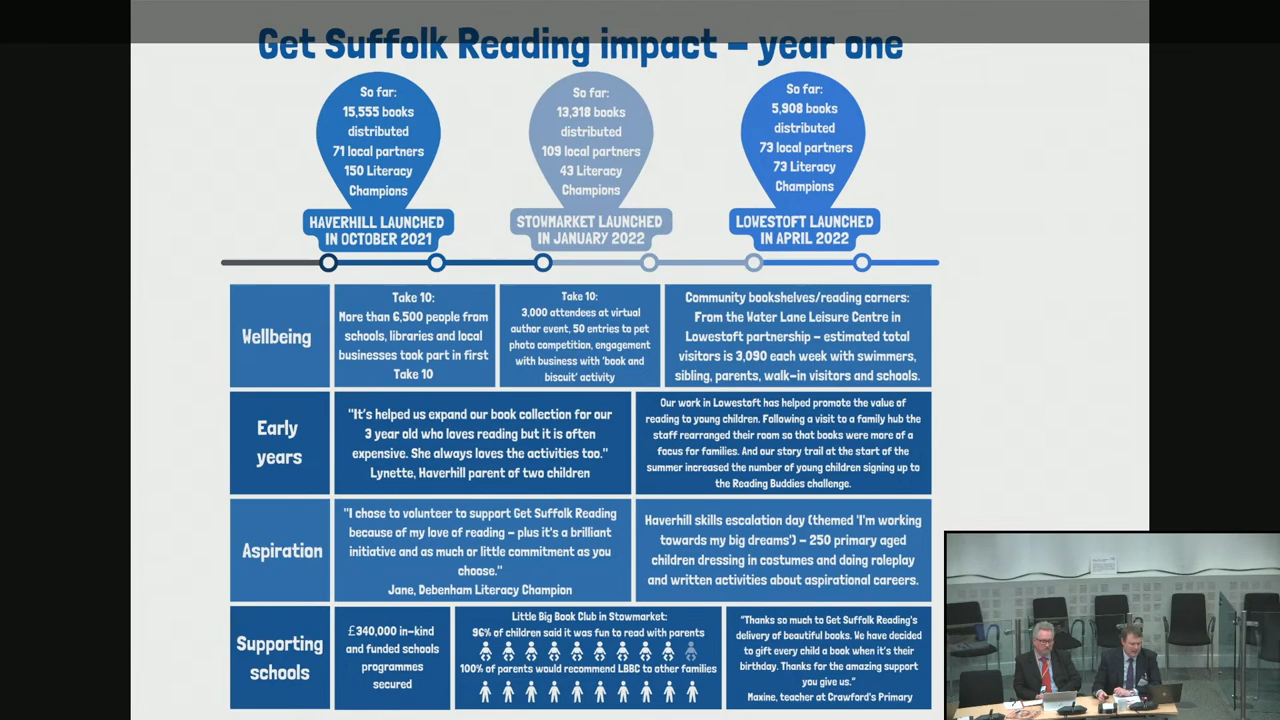 Get Suffolk Reading impact – year one
So far:
15,555 books
distributed
71 local partners
150 Literacy
Champions
So far:
13,318 books
distributed
109 local partners
43 Literacy
Champions
So far:
5,908 books
distributed
73 local partners
73 Literacy
Champions
HAVERHILL LAUNCHED
IN OCTOBER 2021
STOWMARKET LAUNCHED
IN JANUARY 2022
LOWESTOFT LAUNCHED
IN APRIL 2022
Wellbeing
Take 10:
More than 6,500 people from
schools, libraries and local
businesses took part in first
Take 10
Take 10:
3,000 attendees at virtual
author event, 50 entries to pet
photo competition, engagement
with business with 'book and
biscuit' activity
Community bookshelves/reading corners:
From the Water Lane Leisure Centre in
Lowestoft partnership – estimated total
visitors is 3,090 each week with swimmers,
sibling, parents, walk-in visitors and schools.
Early
years
"It's helped us expand our book collection for our
3 year old who loves reading but it is often
expensive. She always loves the activities too."
Lynette, Haverhill parent of two children
Our work in Lowestoft has helped promote the value of
reading to young children. Following a visit to a family hub the
staff rearranged their room so that books were more of a
focus for families. And our story trail at the start of the
summer increased the number of young children signing up to
the Reading Buddies challenge.
Aspiration
"I chose to volunteer to support Get Suffolk Reading
because of my love of reading – plus it's a brilliant
initiative and as much or little commitment as you
choose."
Jane, Debenham Literacy Champion
Haverhill skills escalation day (themed 'I'm working
towards my big dreams') – 250 primary aged
children dressing in costumes and doing roleplay
and written activities about aspirational careers.
Supporting
schools
£340,000 in-kind
and funded schools
programmes
secured
Little Big Book Club in Stowmarket:
96% of children said it was fun to read with parents
100% of parents would recommend LBBC to other families
"Thanks so much to Get Suffolk Reading's
delivery of beautiful books. We have decided
to gift every child a book when it's their
birthday. Thanks for the amazing support
you give us."
Maxine, teacher at Crawford's Primary